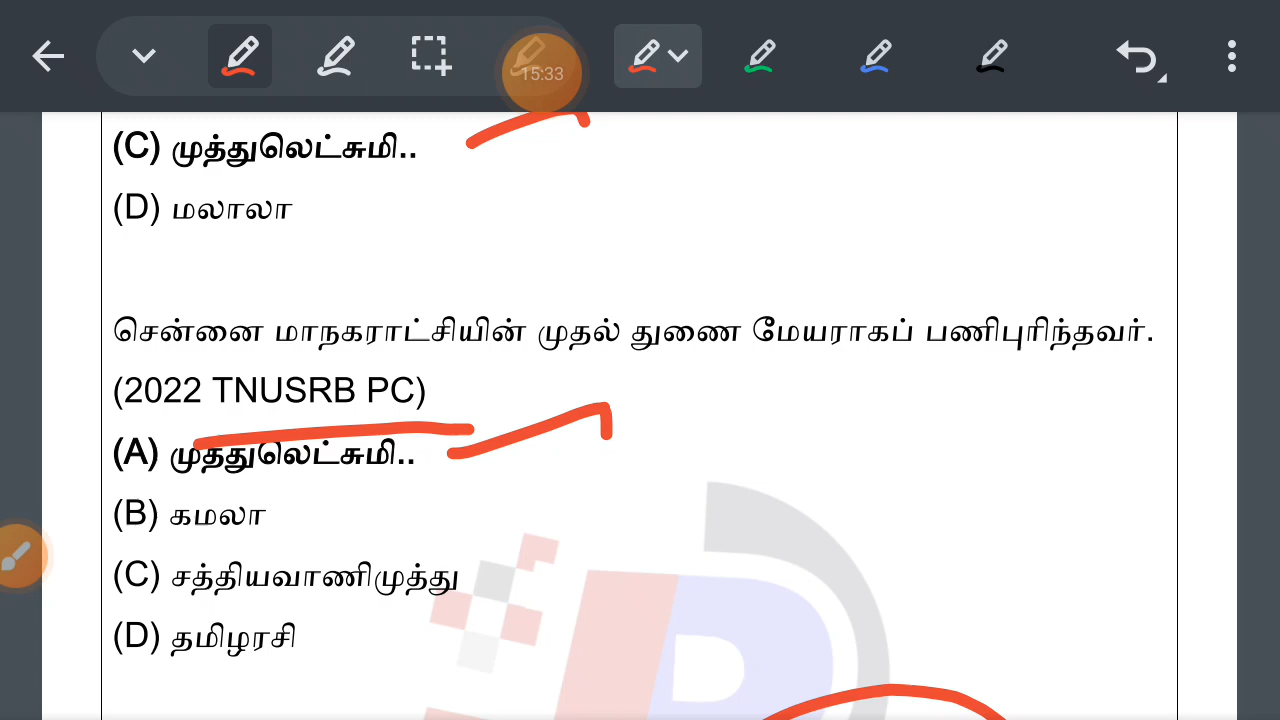 15:33
(C) முத்துலெட்சுமி..
(D) மலாலா
சென்னை மாநகராட்சியின் முதல் துணை மேயராகப் பணிபுரிந்தவர்.
(2022 TNUSRB PC)
(A) முத்துலெட்சுமி..
(B) கமலா
(C) சத்தியவாணிமுத்து
(D) தமிழரசி